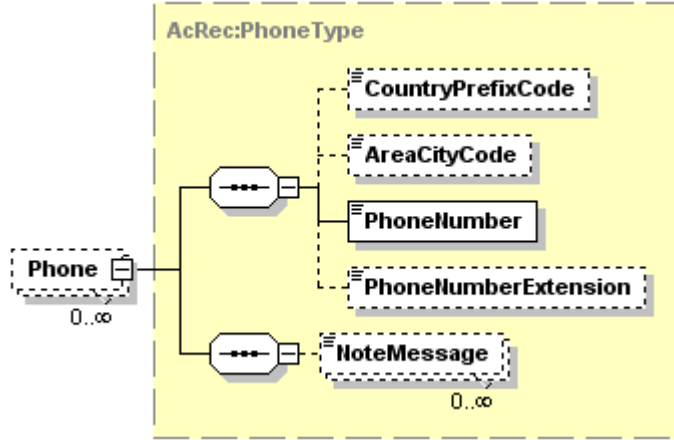 AcRec:PhoneType
CountryPrefixCode
AreaCityCode
PhoneNumber
Phone
0..∞
PhoneNumberExtension
NoteMessage
0..∞